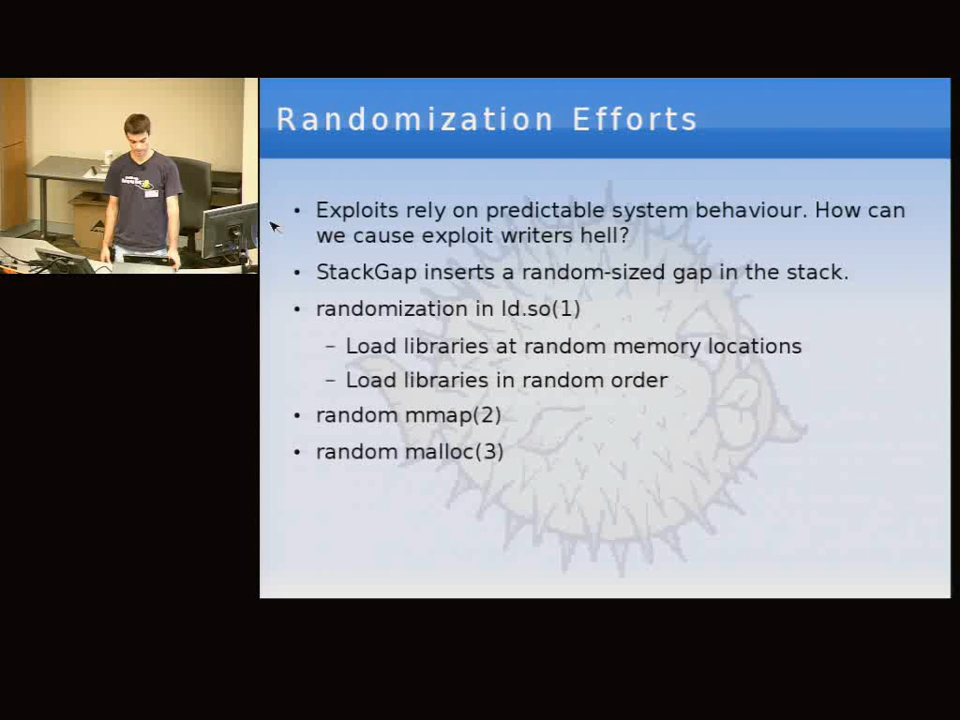 Randomization Efforts
• Exploits rely on predictable system behaviour. How can
we cause exploit writers hell?
• StackGap inserts a random-sized gap in the stack.
• randomization in ld.so(1)
– Load libraries at random memory locations
– Load libraries in random order
• random mmap(2)
• random malloc(3)